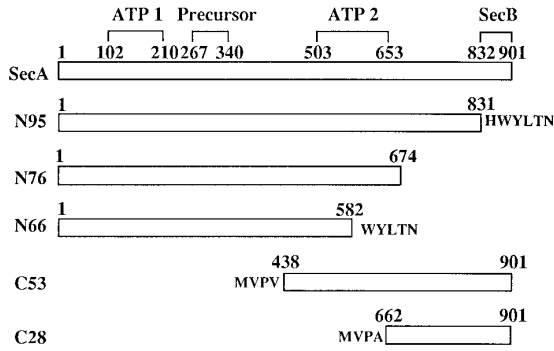 ATP 1 Precursor ATP 2 SecB
1 102 210 267 340 503 653 832 901
SecA
1 831
N95 HWYLTN
1 674
N76
1 582
N66 WYLTN
438 901
C53 MVPV
662 901
C28 MVPA